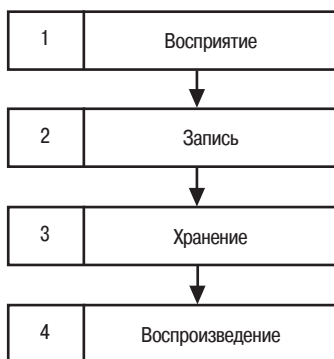 1 Восприятие
2 Запись
3 Хранение
4 Воспроизведение